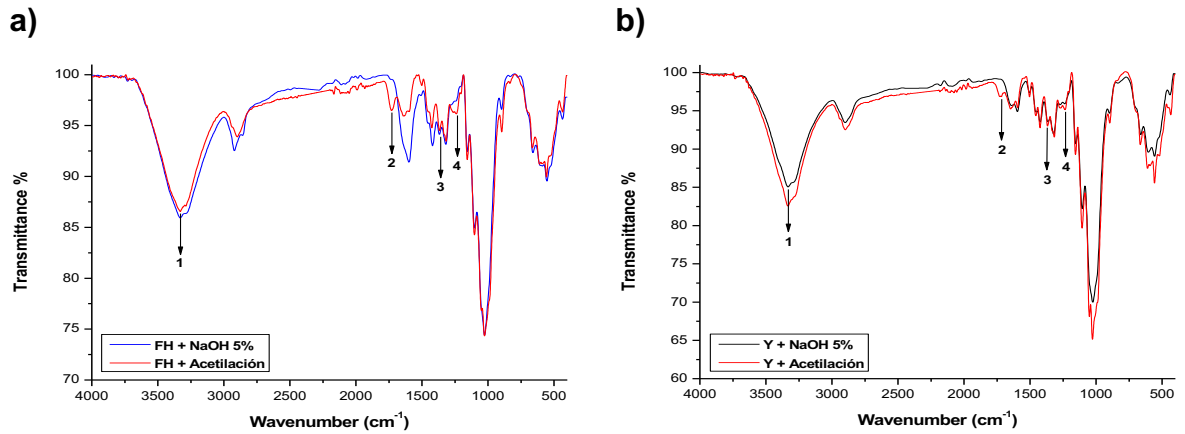 a)
Transmittance %
100
95
90
85
80
75
70
1
2
3
4
FH + NaOH 5%
FH + Acetilación
4000 3500 3000 2500 2000 1500 1000 500
Wavenumber (cm⁻¹)
b)
Transmittance %
100
95
90
85
80
75
70
65
60
1
2
3
4
Y + NaOH 5%
Y + Acetilación
4000 3500 3000 2500 2000 1500 1000 500
Wavenumber (cm⁻¹)